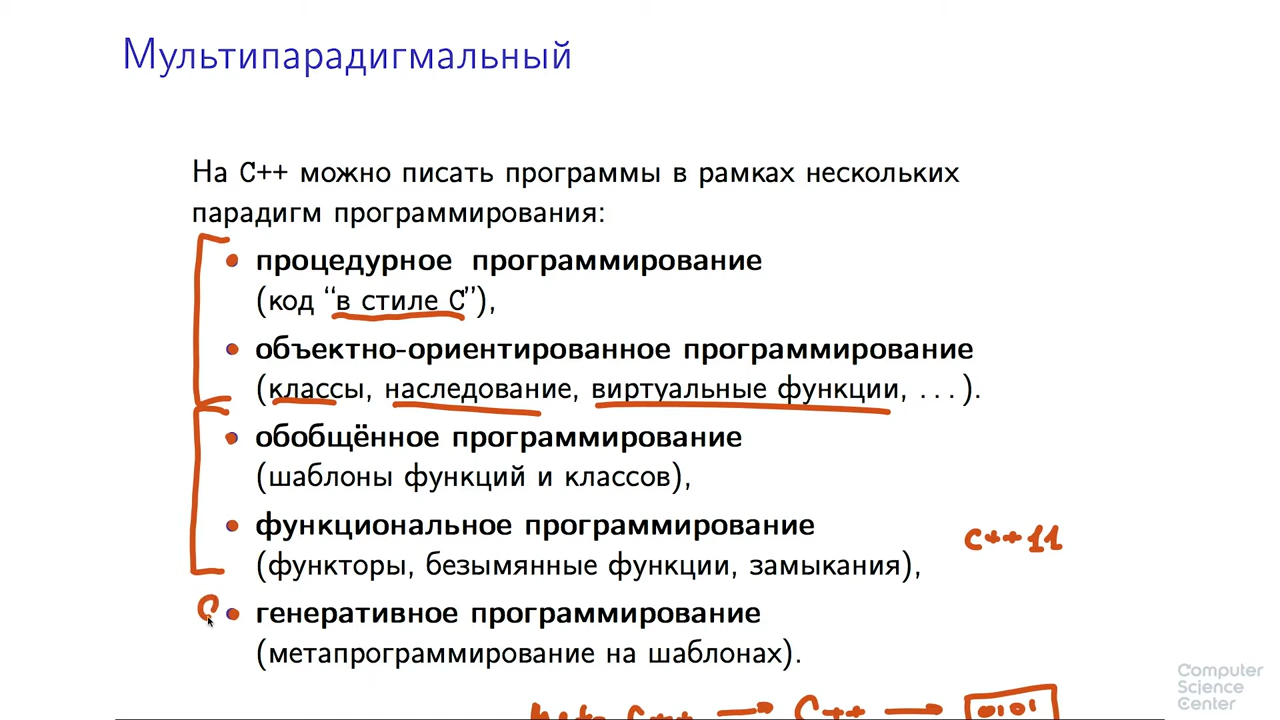 Мультипарадигмальный
На C++ можно писать программы в рамках нескольких
парадигм программирования:
• процедурное программирование
(код “в стиле C”),
• объектно-ориентированное программирование
(классы, наследование, виртуальные функции, ...).
• обобщённое программирование
(шаблоны функций и классов),
• функциональное программирование
C++11
(функторы, безымянные функции, замыкания),
• генеративное программирование
(метапрограммирование на шаблонах).
C++
0101
Computer
Science
Center